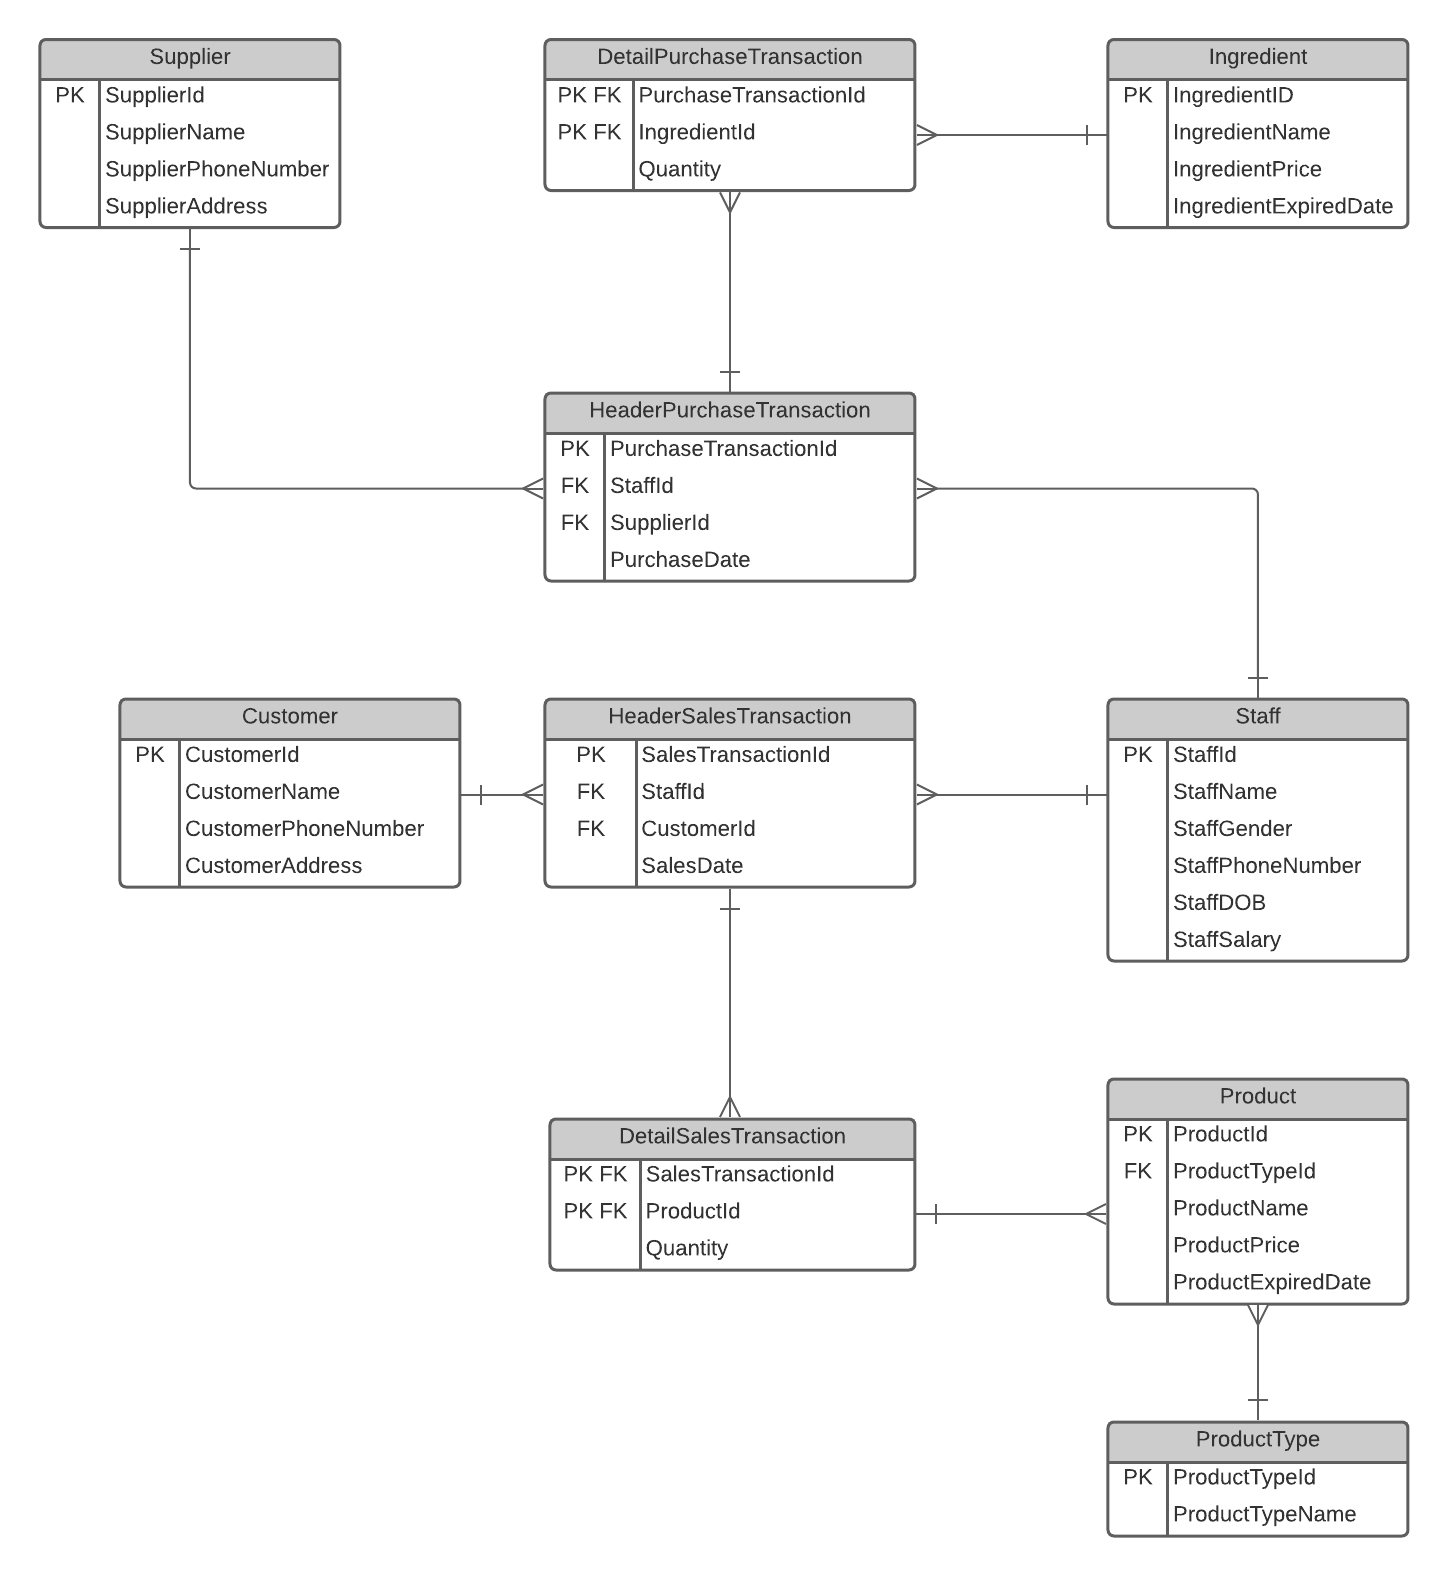 Supplier
PK SupplierId
SupplierName
SupplierPhoneNumber
SupplierAddress
DetailPurchaseTransaction
PK FK PurchaseTransactionId
PK FK IngredientId
Quantity
Ingredient
PK IngredientID
IngredientName
IngredientPrice
IngredientExpiredDate
HeaderPurchaseTransaction
PK PurchaseTransactionId
FK StaffId
FK SupplierId
PurchaseDate
Customer
PK CustomerId
CustomerName
CustomerPhoneNumber
CustomerAddress
HeaderSalesTransaction
PK SalesTransactionId
FK StaffId
FK CustomerId
SalesDate
Staff
PK StaffId
StaffName
StaffGender
StaffPhoneNumber
StaffDOB
StaffSalary
DetailSalesTransaction
PK FK SalesTransactionId
PK FK ProductId
Quantity
Product
PK ProductId
FK ProductTypeId
ProductName
ProductPrice
ProductExpiredDate
ProductType
PK ProductTypeId
ProductTypeName